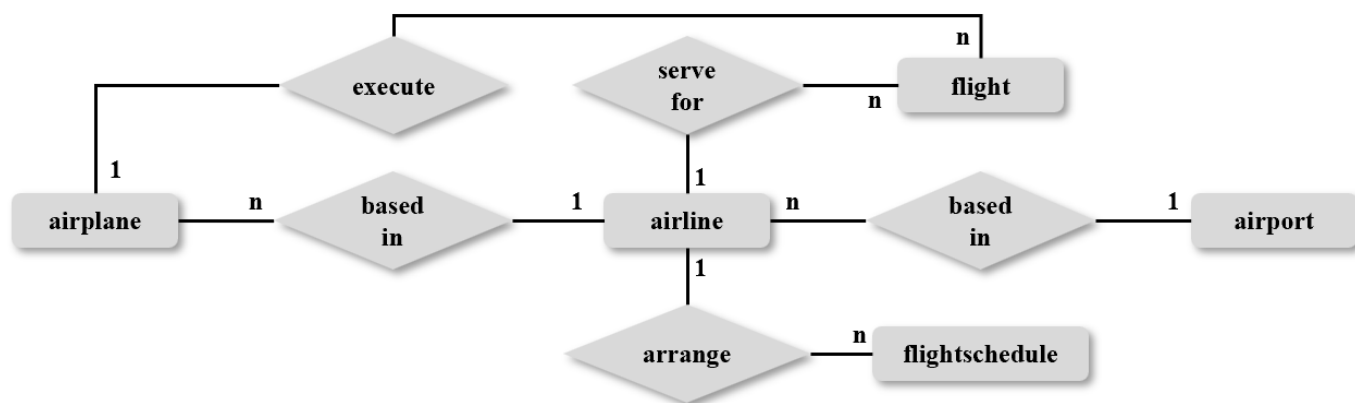 n
execute
serve
for
n
flight
1
1
airplane
n
based
in
1
airline
n
based
in
1
airport
1
arrange
n
flightschedule